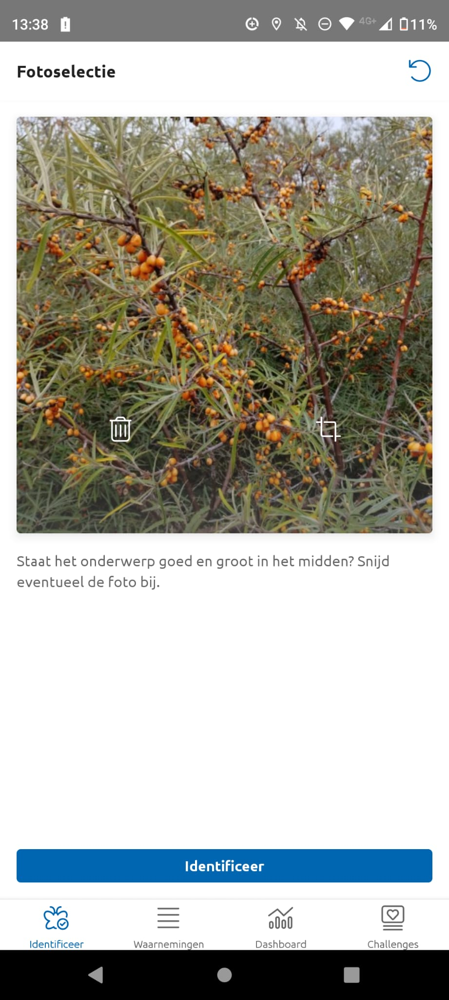 13:38
4G+
11%
Fotoselectie
Staat het onderwerp goed en groot in het midden? Snijd
eventueel de foto bij.
Identificeer
Identificeer
Waarnemingen
Dashboard
Challenges